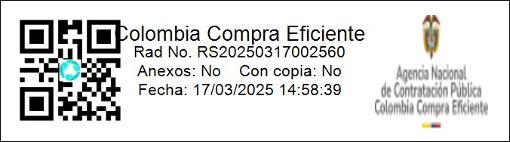 Colombia Compra Eficiente
Rad No. RS20250317002560
Anexos: No Con copia: No
Fecha: 17/03/2025 14:58:39
Agencia Nacional
de Contratación Pública
Colombia Compra Eficiente